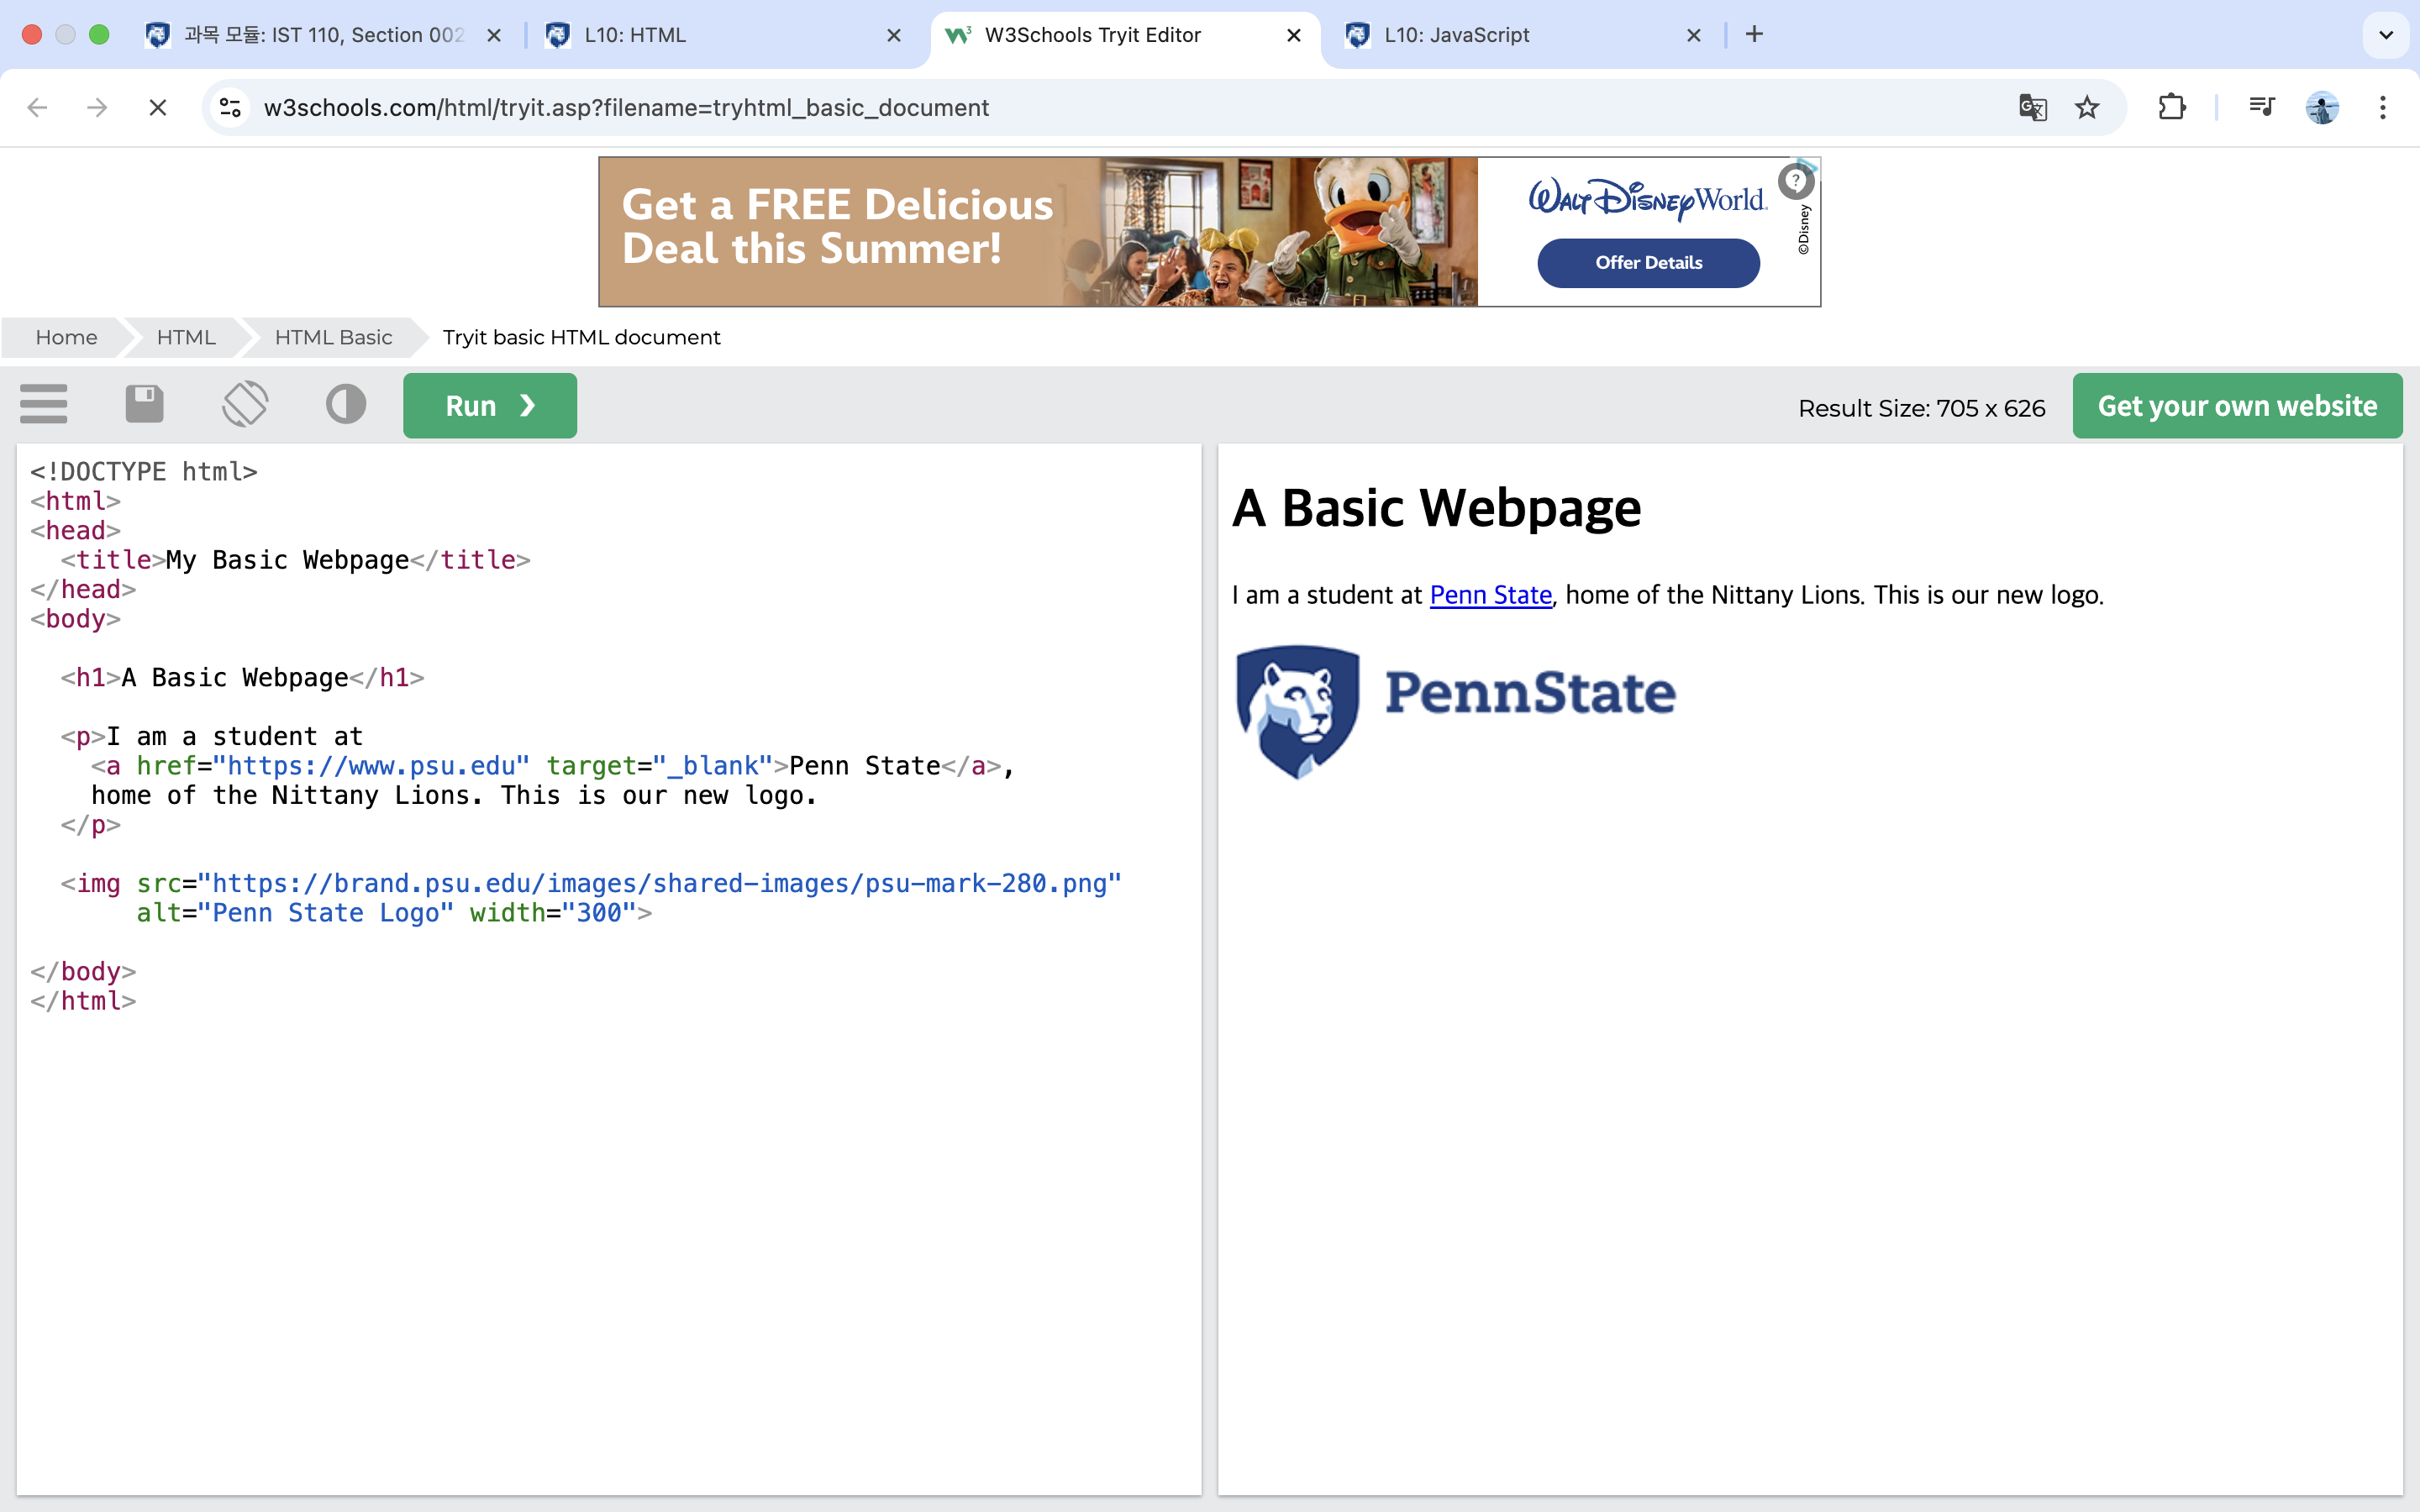 과목 모듈: IST 110, Section 002
L10: HTML
W3Schools Tryit Editor
L10: JavaScript
w3schools.com/html/tryit.asp?filename=tryhtml_basic_document
Get a FREE Delicious
Deal this Summer!
Walt Disney World
Offer Details
©Disney
Home
HTML
HTML Basic
Tryit basic HTML document
Run ❯
Result Size: 705 x 626
Get your own website
<!DOCTYPE html>
<html>
<head>
  <title>My Basic Webpage</title>
</head>
<body>
  <h1>A Basic Webpage</h1>
  <p>I am a student at
    <a href="https://www.psu.edu" target="_blank">Penn State</a>,
    home of the Nittany Lions. This is our new logo.
  </p>
  <img src="https://brand.psu.edu/images/shared-images/psu-mark-280.png"
       alt="Penn State Logo" width="300">
</body>
</html>
A Basic Webpage
I am a student at Penn State, home of the Nittany Lions. This is our new logo.
PennState